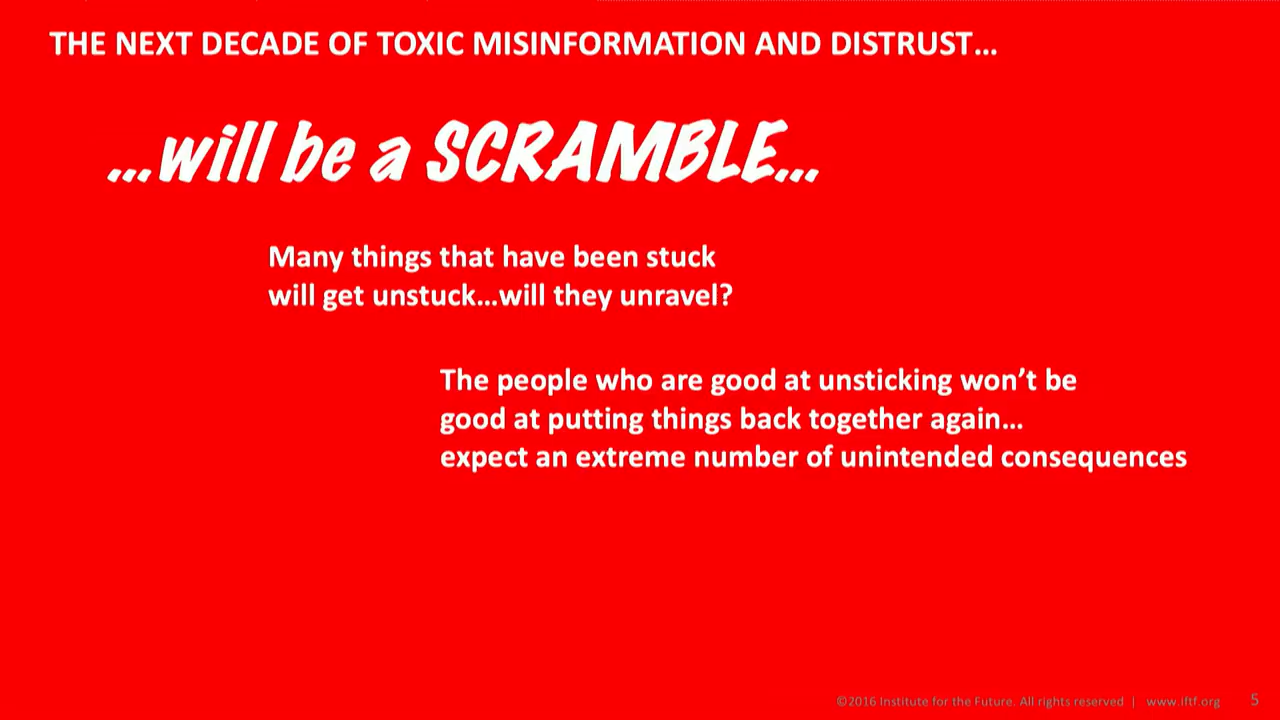 THE NEXT DECADE OF TOXIC MISINFORMATION AND DISTRUST…
…will be a SCRAMBLE…
Many things that have been stuck
will get unstuck…will they unravel?
The people who are good at unsticking won’t be
good at putting things back together again…
expect an extreme number of unintended consequences
©2016 Institute for the Future. All rights reserved | www.iftf.org 5